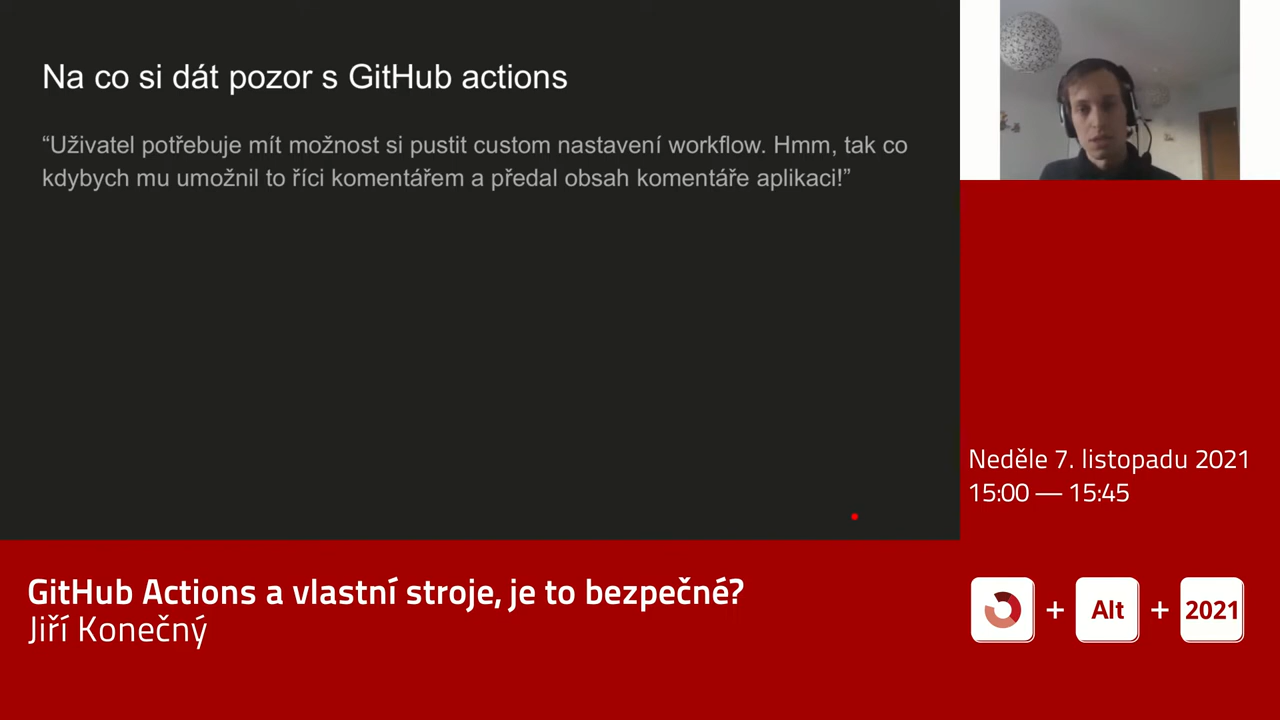 Na co si dát pozor s GitHub actions
“Uživatel potřebuje mít možnost si pustit custom nastavení workflow. Hmm, tak co
kdybych mu umožnil to říci komentářem a předal obsah komentáře aplikaci!”
Neděle 7. listopadu 2021
15:00 — 15:45
GitHub Actions a vlastní stroje, je to bezpečné?
Jiří Konečný
+ Alt + 2021